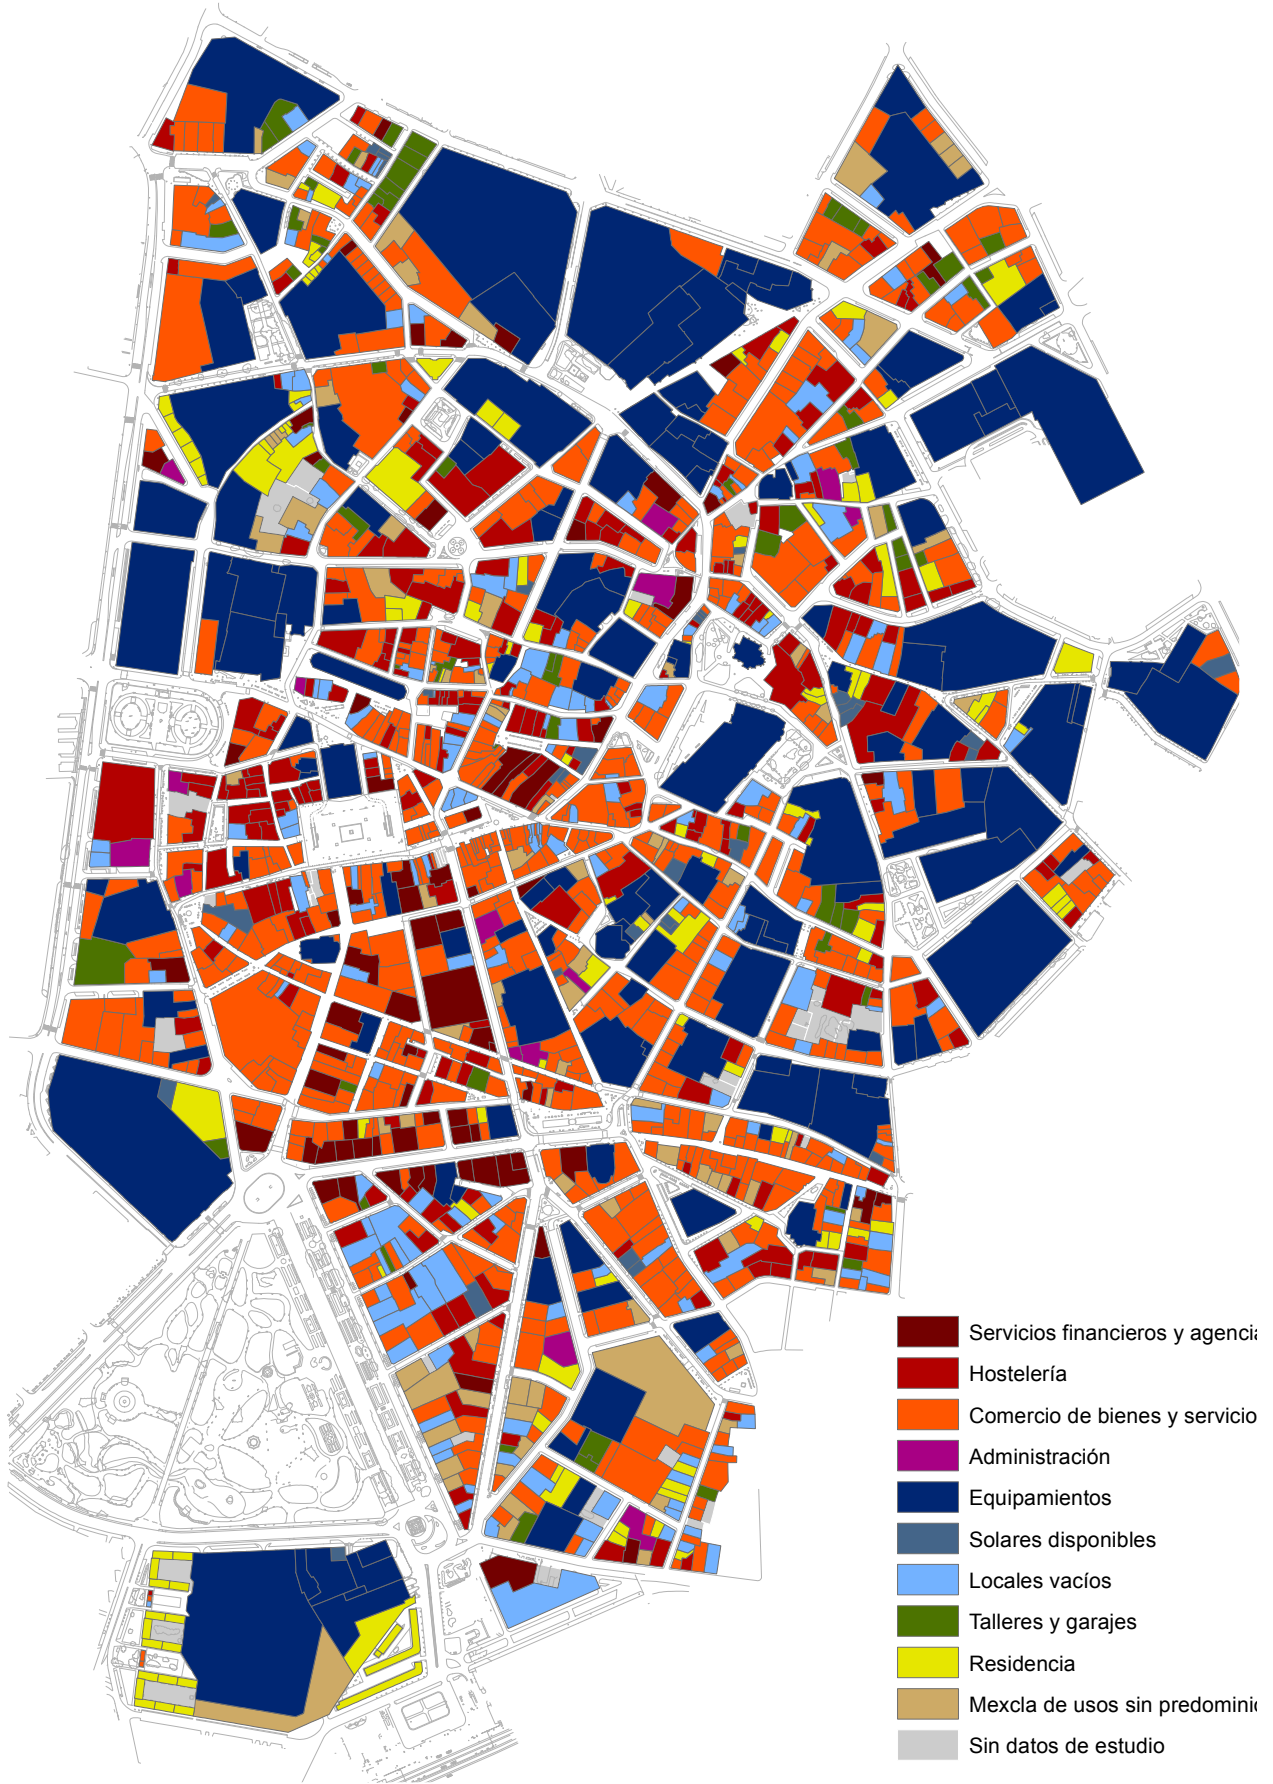 Servicios financieros y agencia
Hostelería
Comercio de bienes y servicio
Administración
Equipamientos
Solares disponibles
Locales vacíos
Talleres y garajes
Residencia
Mexcla de usos sin predomini
Sin datos de estudio